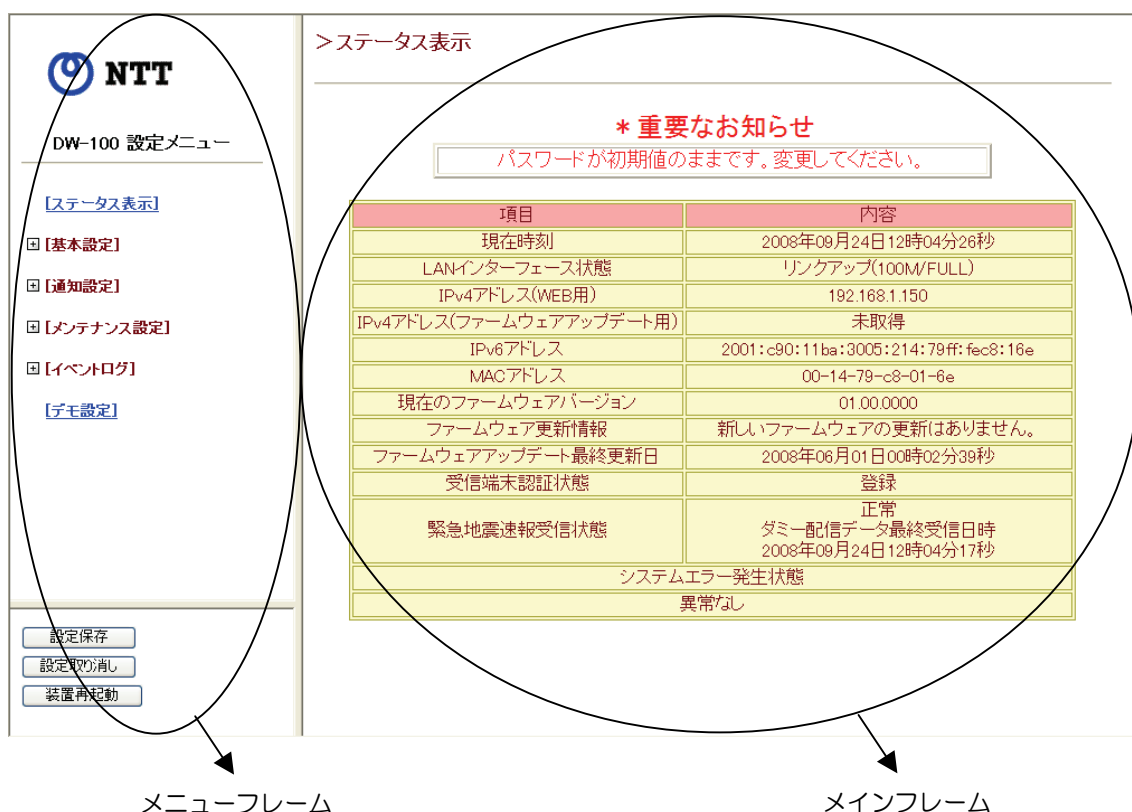 NTT
DW-100 設定メニュー
[ステータス表示]
[基本設定]
[通知設定]
[メンテナンス設定]
[イベントログ]
[デモ設定]
設定保存
設定取り消し
装置再起動
>ステータス表示
*重要なお知らせ
パスワードが初期値のままです。変更してください。
項目 内容
現在時刻 2008年09月24日12時04分26秒
LANインターフェース状態 リンクアップ(100M/FULL)
IPv4アドレス(WEB用) 192.168.1.150
IPv4アドレス(ファームウェアアップデート用) 未取得
IPv6アドレス 2001:c90:11ba:3005:214:79ff:fec8:16e
MACアドレス 00-14-79-c8-01-6e
現在のファームウェアバージョン 01.00.0000
ファームウェア更新情報 新しいファームウェアの更新はありません。
ファームウェアアップデート最終更新日 2008年06月01日00時02分39秒
受信端末認証状態 登録
緊急地震速報受信状態 正常
ダミー配信データ最終受信日時
2008年09月24日12時04分17秒
システムエラー発生状態
異常なし
メニューフレーム
メインフレーム